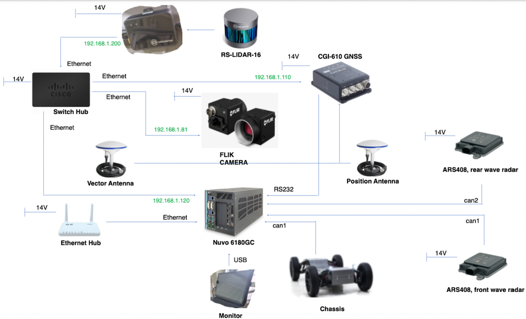 14V
192.168.1.200
RS-LIDAR-16
14V
CGI-610 GNSS
Ethernet
14V
Ethernet
192.168.1.110
Ethernet
14V
Switch Hub
Ethernet
192.168.1.81
FLIK
CAMERA
14V
Vector Antenna
Position Antenna
ARS408, rear wave radar
RS232
192.168.1.120
can2
14V
Ethernet
can1
can1
Ethernet Hub
Nuvo 6180GC
14V
USB
ARS408, front wave radar
Chassis
Monitor